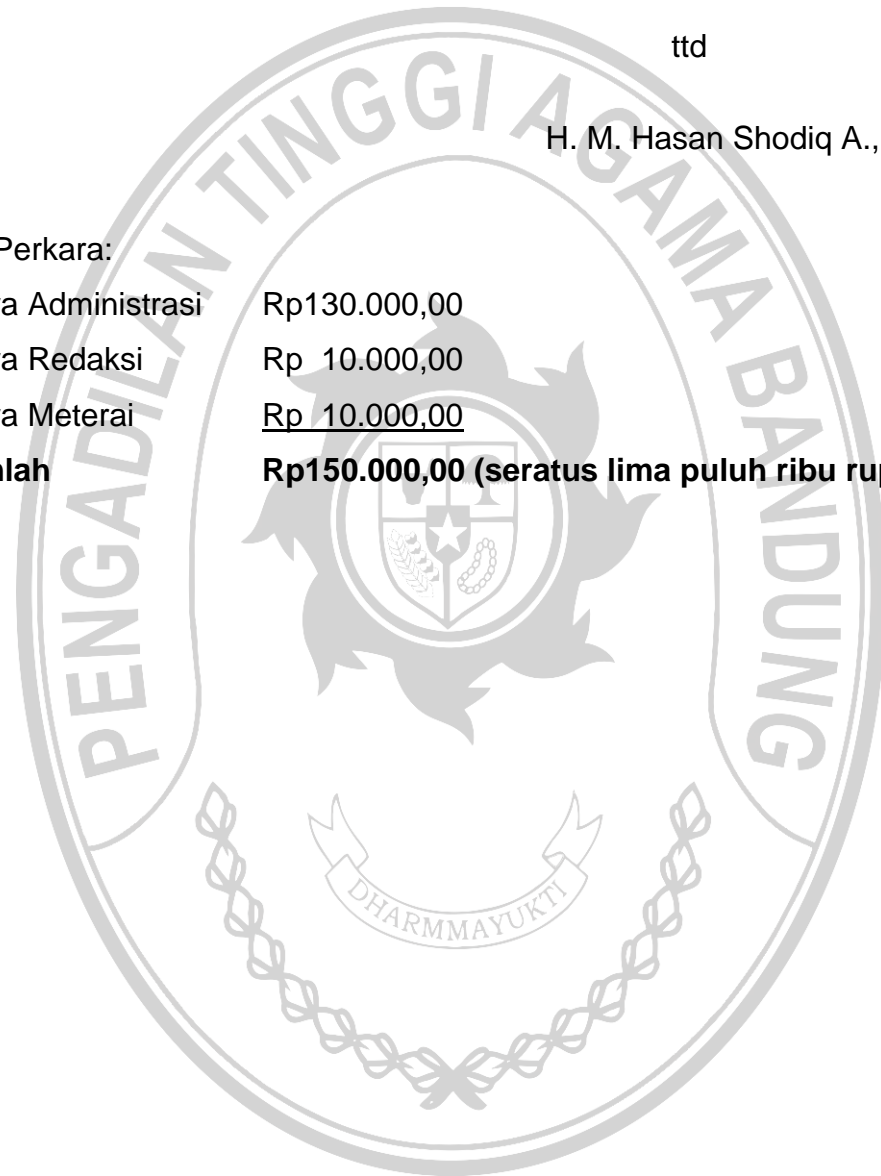 ttd
H. M. Hasan Shodiq A.,
Perkara:
a Administrasi Rp130.000,00
a Redaksi Rp 10.000,00
a Meterai Rp 10.000,00
lah Rp150.000,00 (seratus lima puluh ribu ru
PENGADILAN TINGGI AGAMA BANDUNG
DHARMMAYUKTI